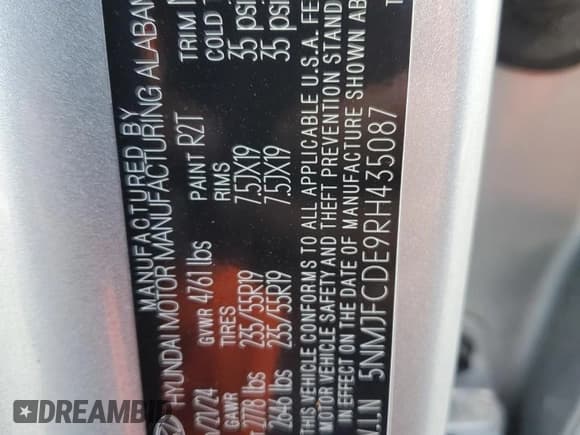 MANUFACTURED BY
HYUNDAI MOTOR MANUFACTURING ALABAM
/21/24 GVWR 4761 lbs PAINT R2T TRIM
GAWR TIRES RIMS COLD
2778 lbs 235/55R19 7.5JX19 35 psi
2646 lbs 235/55R19 7.5JX19 35 psi
THIS VEHICLE CONFORMS TO ALL APPLICABLE U.S.A. FE
MOTOR VEHICLE SAFETY AND THEFT PREVENTION STAND
IN EFFECT ON THE DATE OF MANUFACTURE SHOWN AB
V.I.N 5NMJFCDE9RH435087
DREAMBID